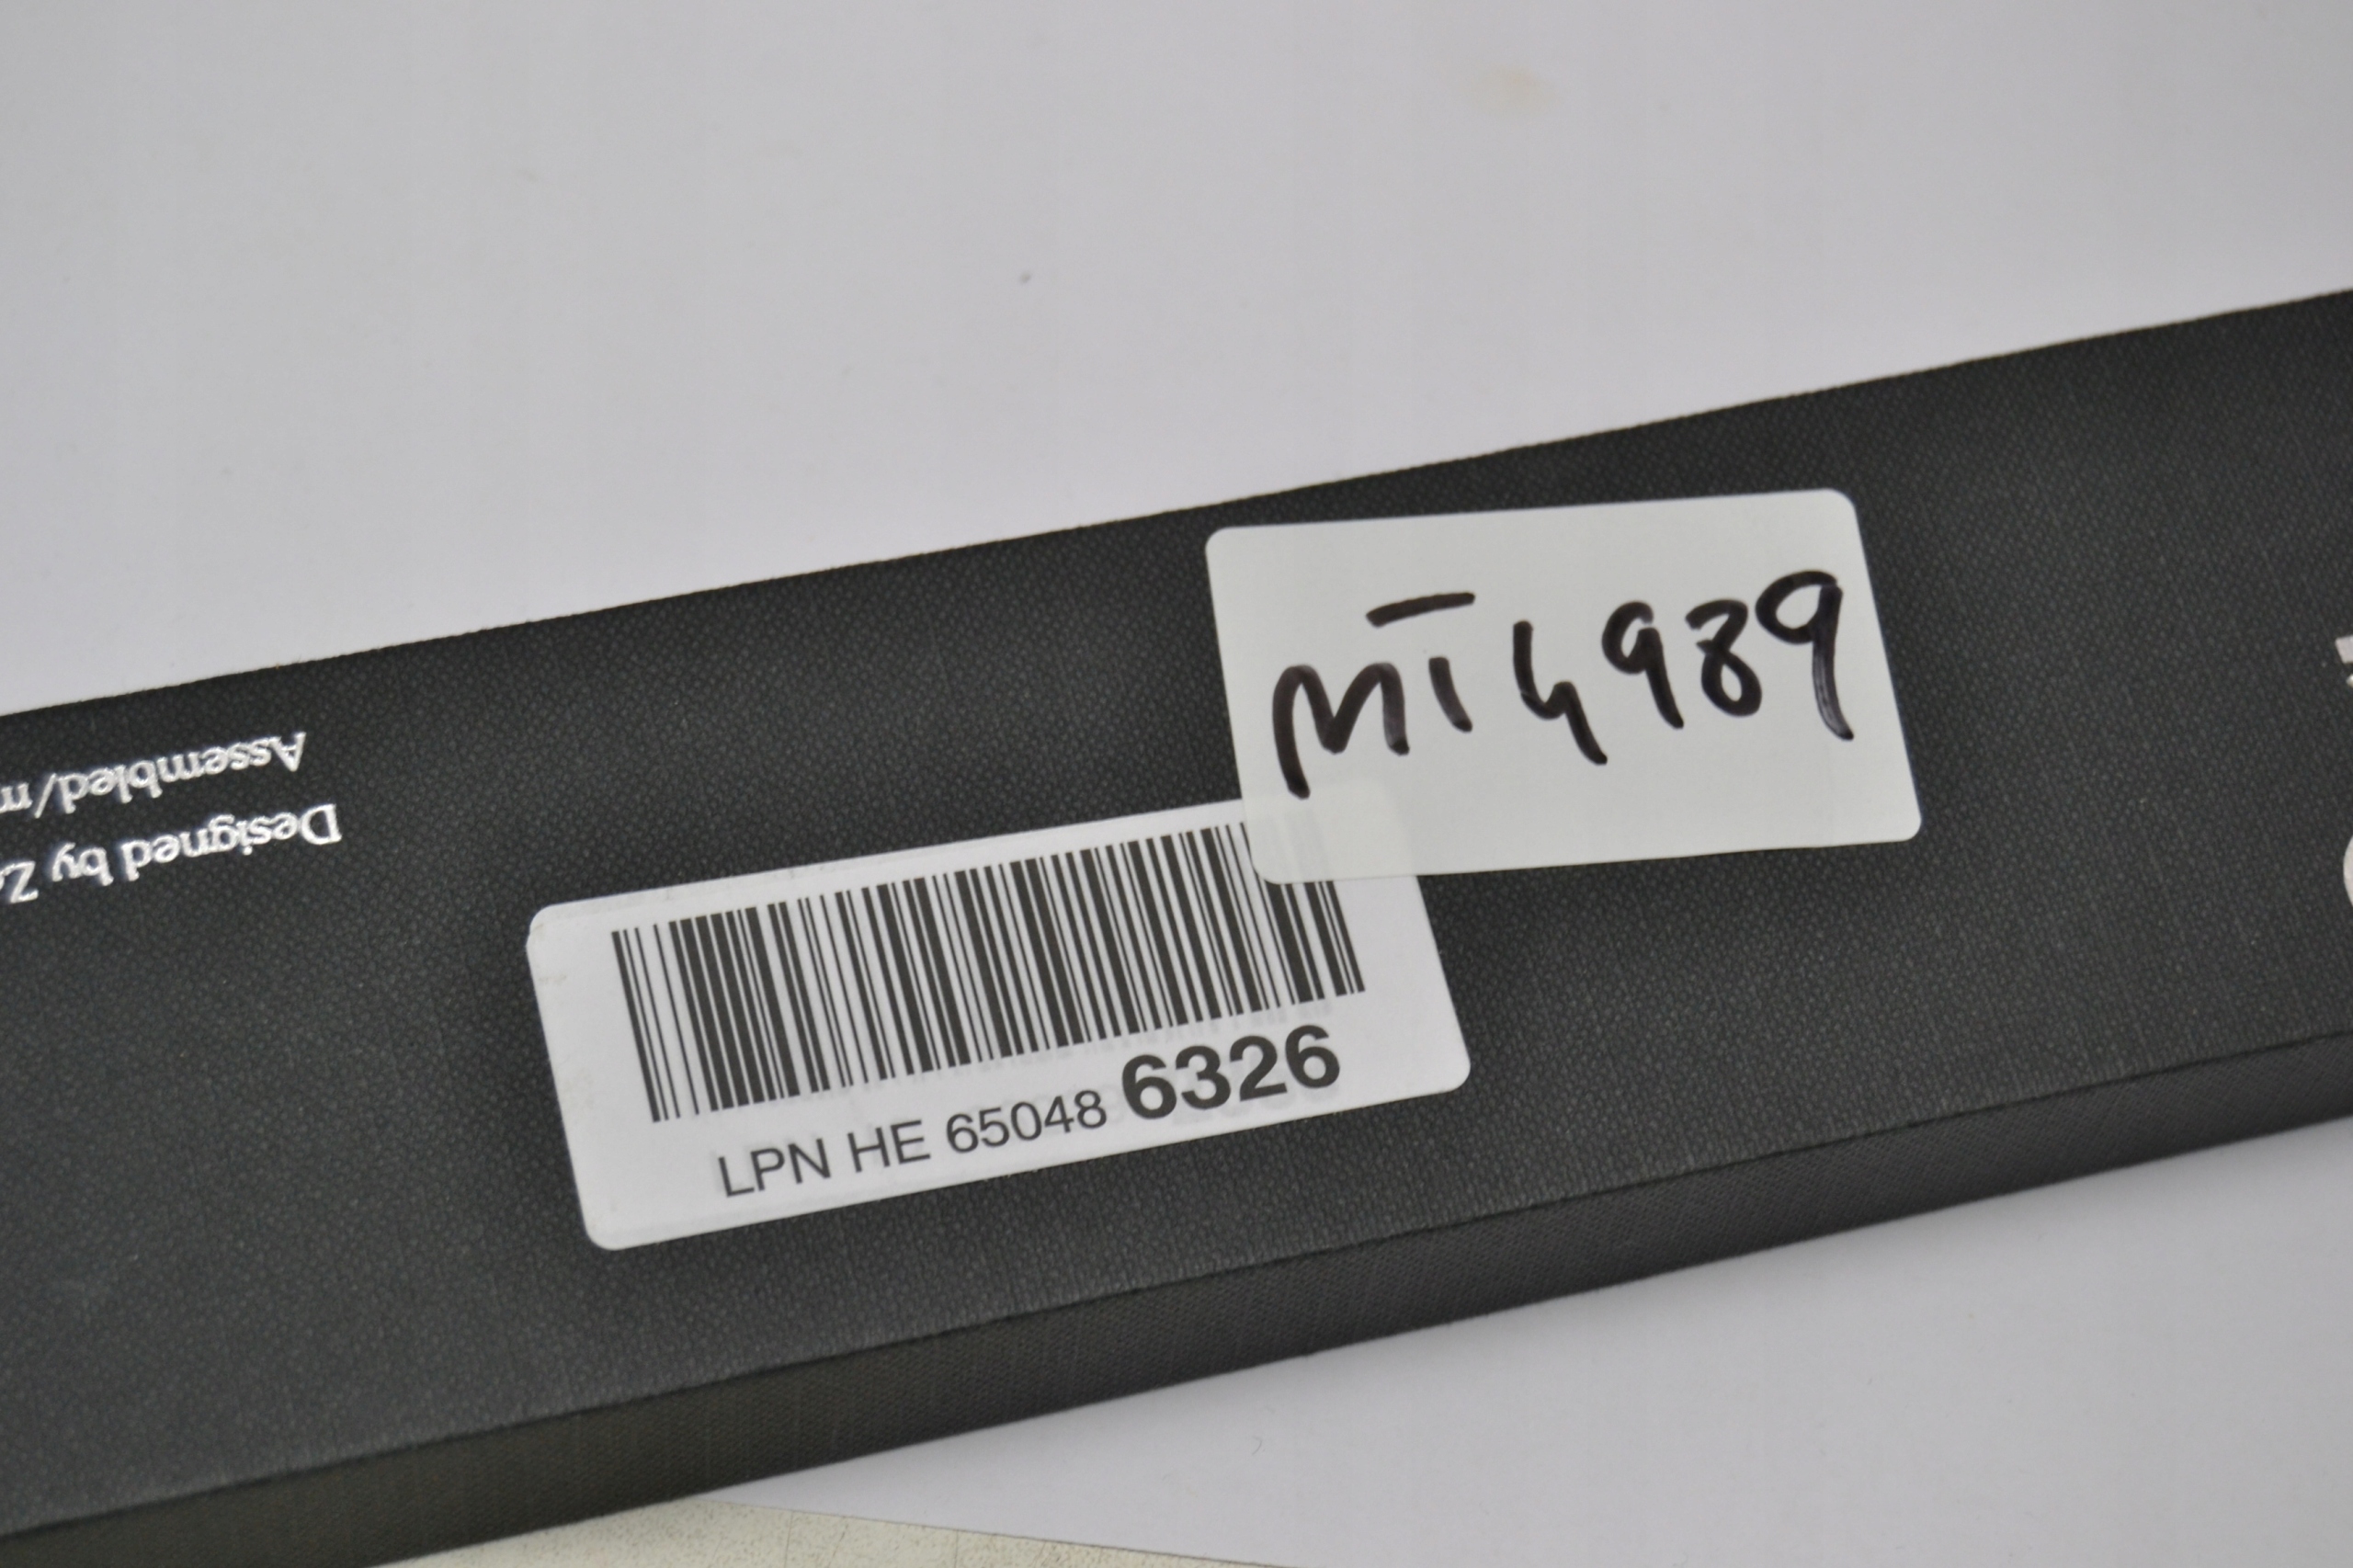 MT4989
LPN HE 65048 6326
Designed by
Assembled/